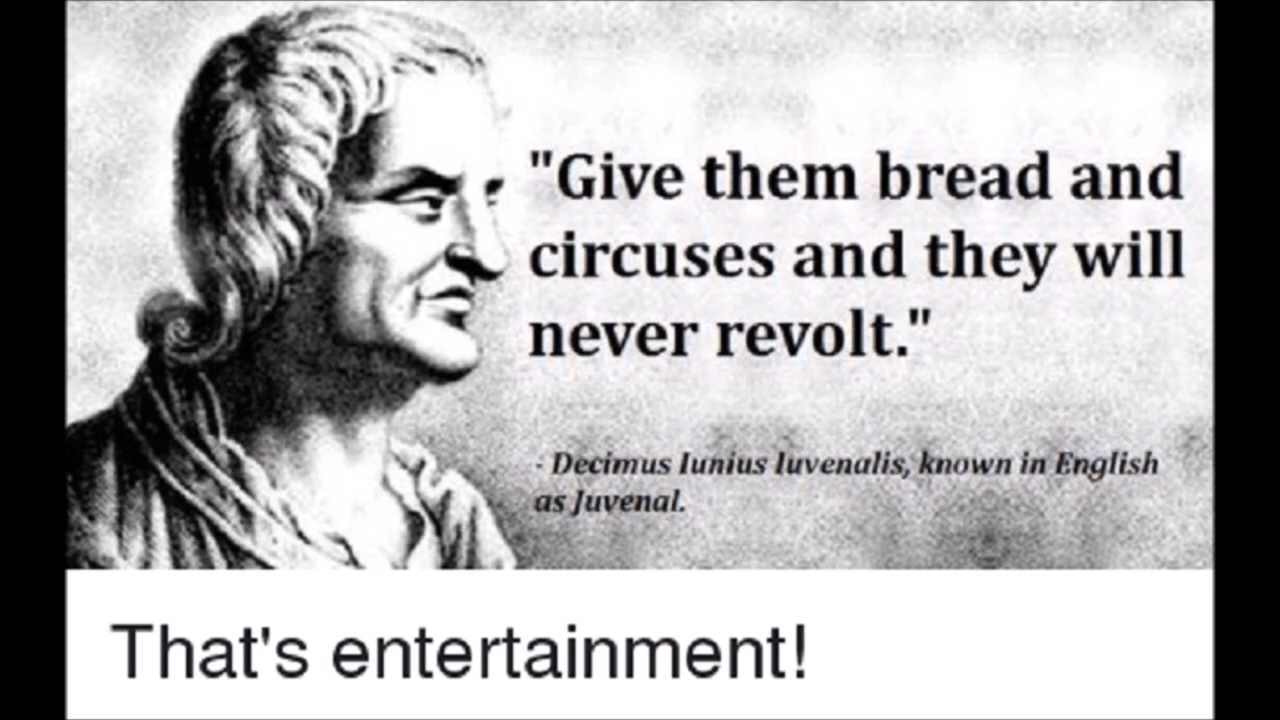 "Give them bread and
circuses and they will
never revolt."
- Decimus Iunius Iuvenalis, known in English
as Juvenal.
That's entertainment!